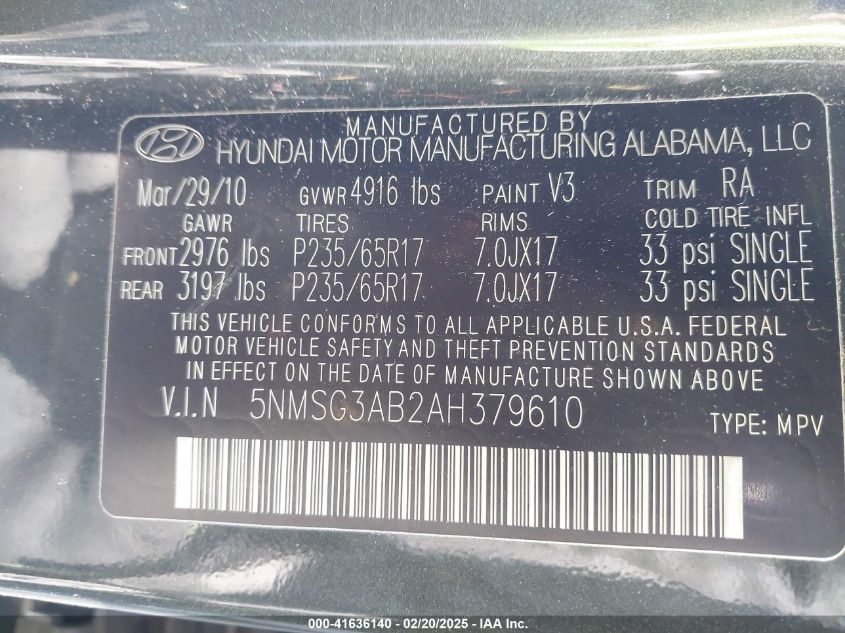 MANUFACTURED BY
HYUNDAI MOTOR MANUFACTURING ALABAMA, LLC
Mar/29/10 GVWR 4916 lbs PAINT V3 TRIM RA
GAWR TIRES RIMS COLD TIRE INFL
FRONT 2976 lbs P235/65R17 7.0JX17 33 psi SINGLE
REAR 3197 lbs P235/65R17 7.0JX17 33 psi SINGLE
THIS VEHICLE CONFORMS TO ALL APPLICABLE U.S.A. FEDERAL
MOTOR VEHICLE SAFETY AND THEFT PREVENTION STANDARDS
IN EFFECT ON THE DATE OF MANUFACTURE SHOWN ABOVE
V.I.N 5NMSG3AB2AH379610 TYPE: MPV
000-41636140 - 02/20/2025 - IAA Inc.